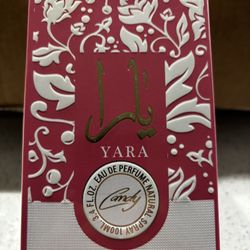 يارا
YARA
3.4 FL.OZ. EAU DE PERFUME NATURAL SPRAY 100ML.
Candy